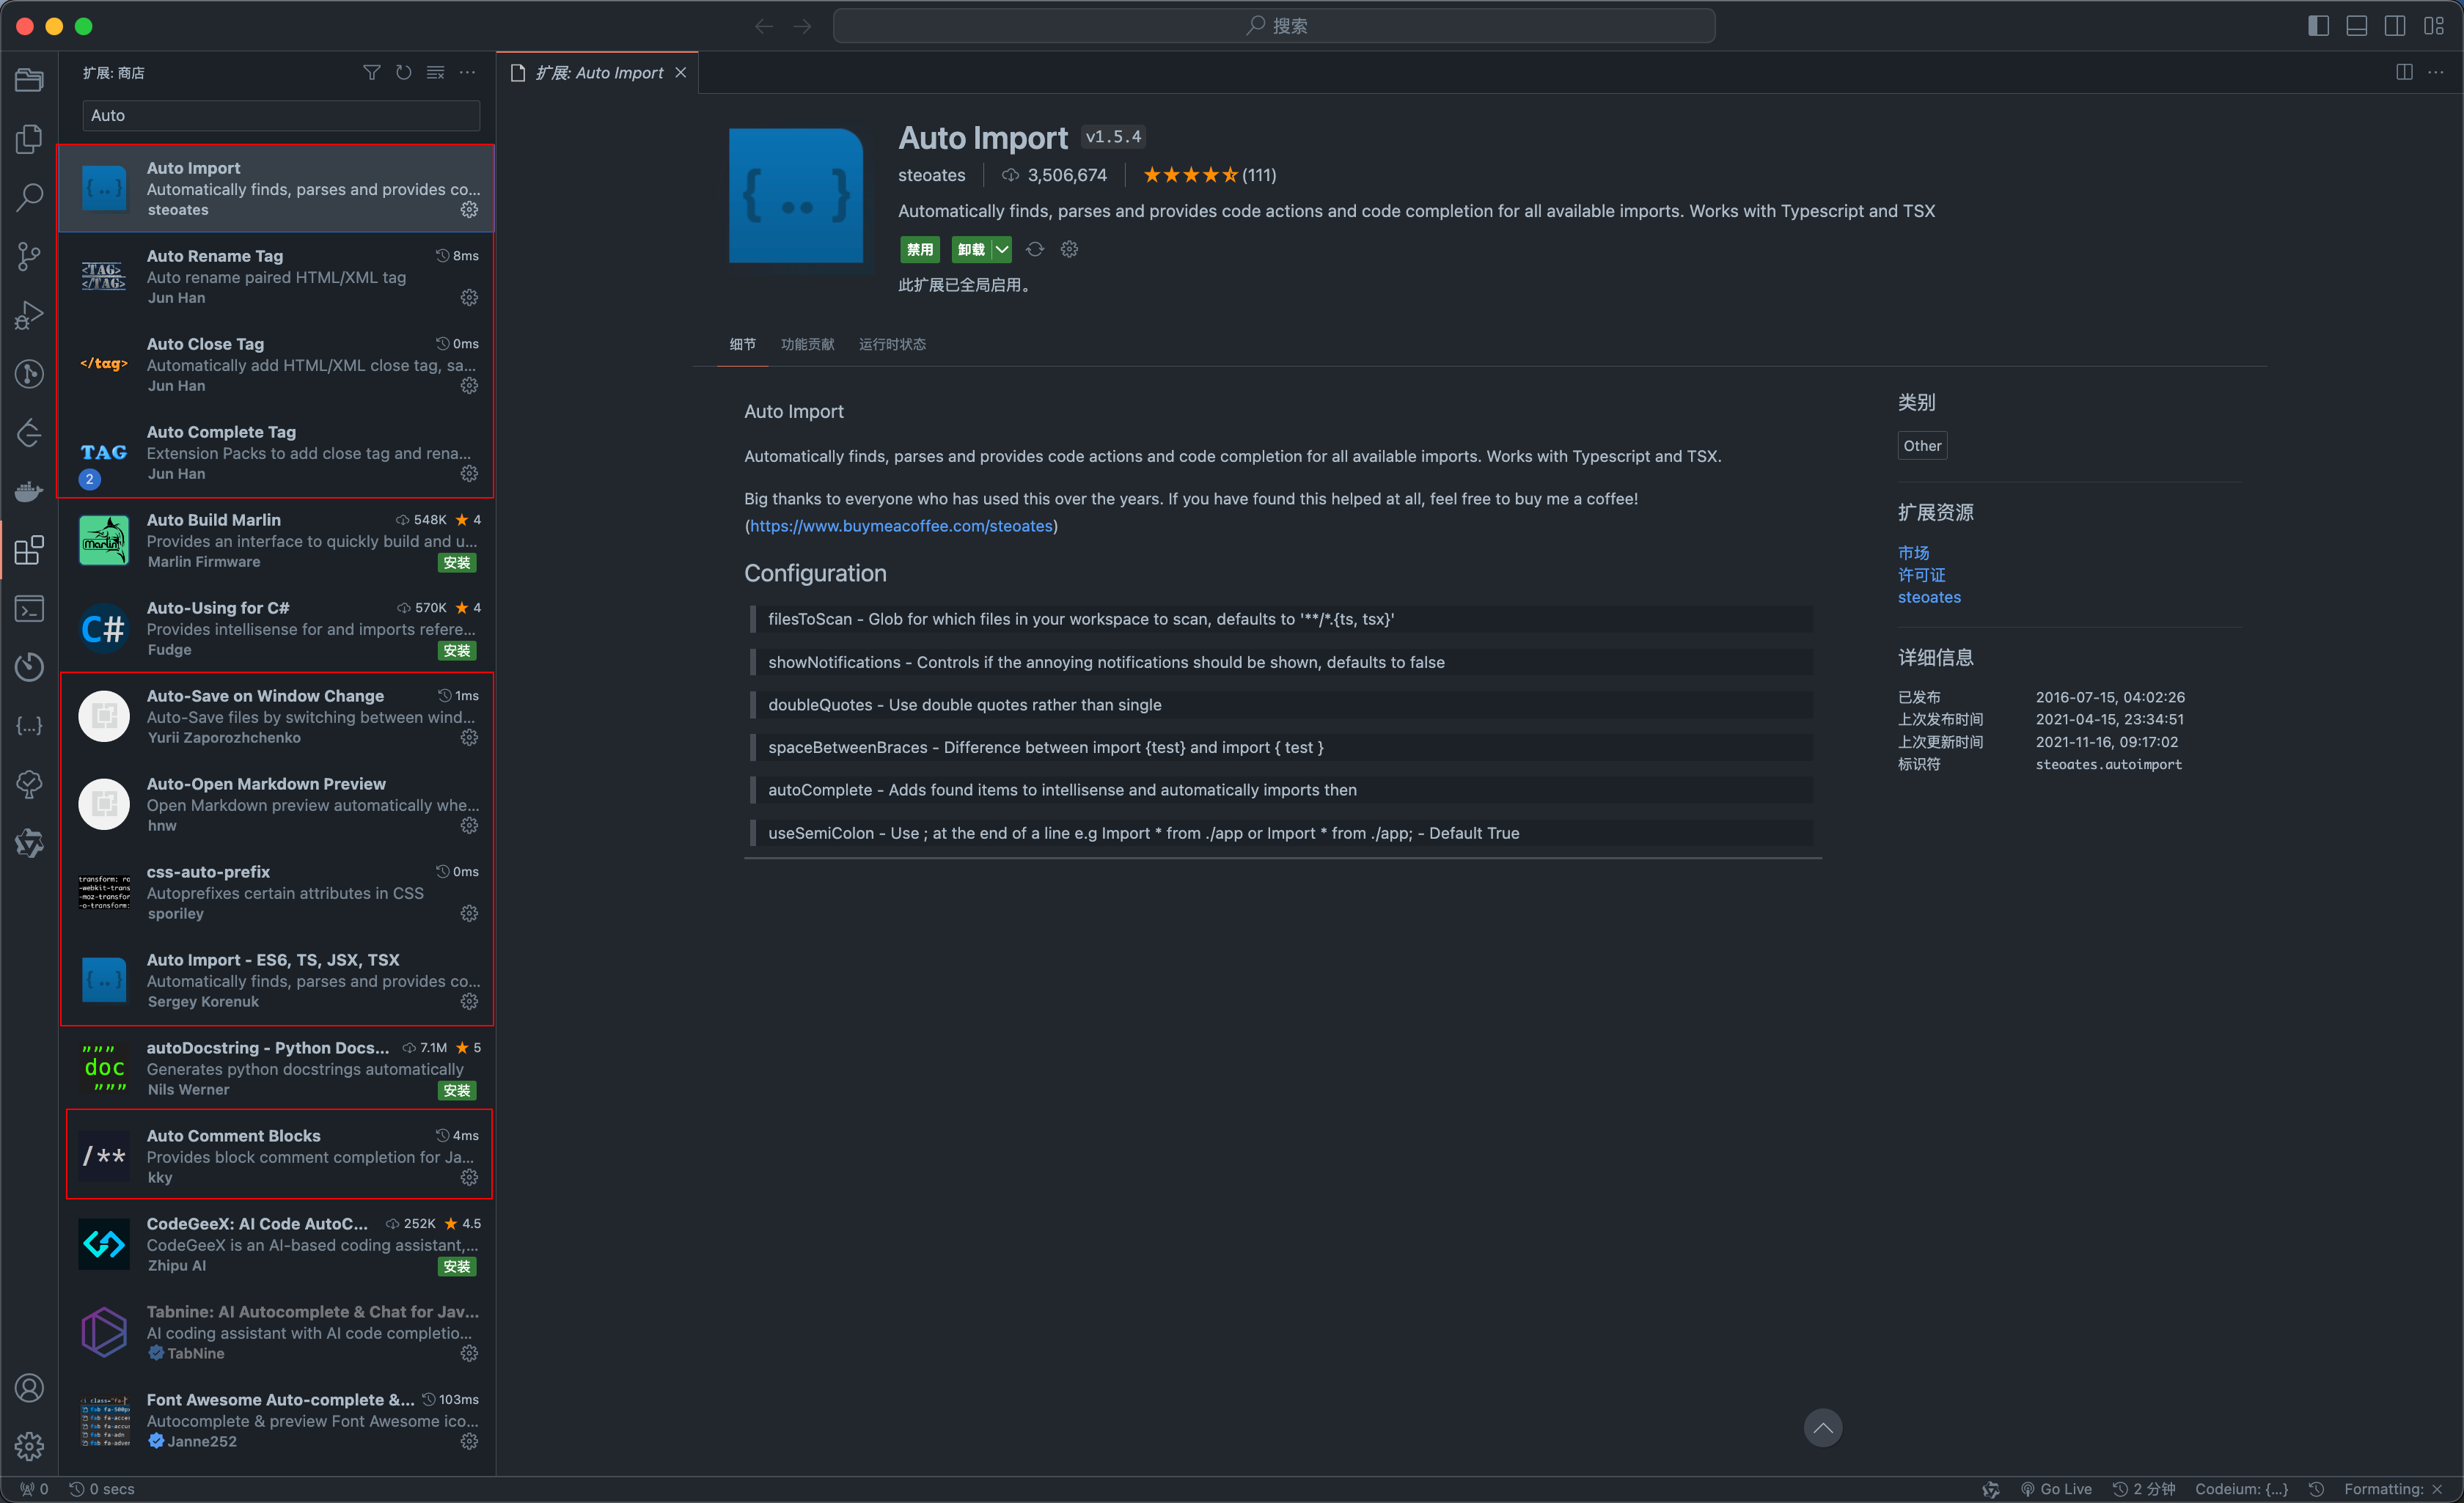 搜索
扩展: 商店
扩展: Auto Import
Auto
Auto Import
Automatically finds, parses and provides co...
steoates
Auto Rename Tag 8ms
Auto rename paired HTML/XML tag
Jun Han
Auto Close Tag 0ms
Automatically add HTML/XML close tag, sa...
Jun Han
Auto Complete Tag
Extension Packs to add close tag and rena...
Jun Han
2
Auto Build Marlin 548K 4
Provides an interface to quickly build and u...
Marlin Firmware 安装
Auto-Using for C# 570K 4
Provides intellisense for and imports refere...
Fudge 安装
Auto-Save on Window Change 1ms
Auto-Save files by switching between wind...
Yurii Zaporozhchenko
Auto-Open Markdown Preview
Open Markdown preview automatically whe...
hnw
css-auto-prefix 0ms
Autoprefixes certain attributes in CSS
sporiley
Auto Import - ES6, TS, JSX, TSX
Automatically finds, parses and provides co...
Sergey Korenuk
autoDocstring - Python Docs... 7.1M 5
Generates python docstrings automatically
Nils Werner 安装
Auto Comment Blocks 4ms
Provides block comment completion for Ja...
kky
CodeGeeX: AI Code AutoC... 252K 4.5
CodeGeeX is an AI-based coding assistant,...
Zhipu AI 安装
Tabnine: AI Autocomplete & Chat for Jav...
AI coding assistant with AI code completio...
TabNine
Font Awesome Auto-complete &... 103ms
Autocomplete & preview Font Awesome ico...
Janne252
{..}
<TAG>
</TAG>
</tag>
TAG
Marlin
C#
{..}
"""
doc
"""
/**
{..}
Auto Import v1.5.4
steoates 3,506,674 (111)
Automatically finds, parses and provides code actions and code completion for all available imports. Works with Typescript and TSX
禁用 卸载
此扩展已全局启用。
细节 功能贡献 运行时状态
Auto Import
Automatically finds, parses and provides code actions and code completion for all available imports. Works with Typescript and TSX.
Big thanks to everyone who has used this over the years. If you have found this helped at all, feel free to buy me a coffee!
(https://www.buymeacoffee.com/steoates)
Configuration
filesToScan - Glob for which files in your workspace to scan, defaults to '**/*.{ts, tsx}'
showNotifications - Controls if the annoying notifications should be shown, defaults to false
doubleQuotes - Use double quotes rather than single
spaceBetweenBraces - Difference between import {test} and import { test }
autoComplete - Adds found items to intellisense and automatically imports then
useSemiColon - Use ; at the end of a line e.g Import * from ./app or Import * from ./app; - Default True
类别
Other
扩展资源
市场
许可证
steoates
详细信息
已发布 2016-07-15, 04:02:26
上次发布时间 2021-04-15, 23:34:51
上次更新时间 2021-11-16, 09:17:02
标识符 steoates.autoimport
0 0 secs
Go Live 2 分钟 Codeium: {...} Formatting: ×